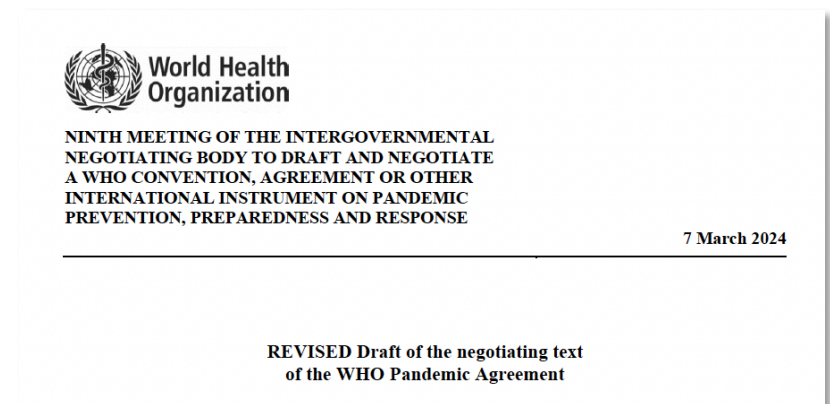 World Health
Organization
NINTH MEETING OF THE INTERGOVERNMENTAL
NEGOTIATING BODY TO DRAFT AND NEGOTIATE
A WHO CONVENTION, AGREEMENT OR OTHER
INTERNATIONAL INSTRUMENT ON PANDEMIC
PREVENTION, PREPAREDNESS AND RESPONSE
7 March 2024
REVISED Draft of the negotiating text
of the WHO Pandemic Agreement